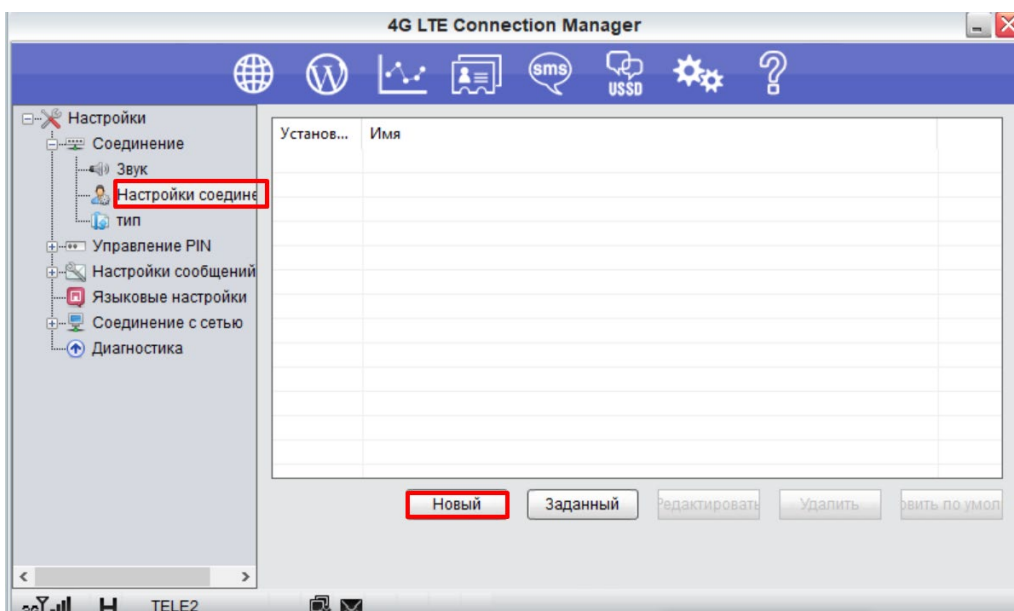 4G LTE Connection Manager
sms
USSD
Настройки
Соединение
Звук
Настройки соедине
тип
Управление PIN
Настройки сообщений
Языковые настройки
Соединение с сетью
Диагностика
Установ... Имя
Новый Заданный Редактировать Удалить овить по умол
H TELE2